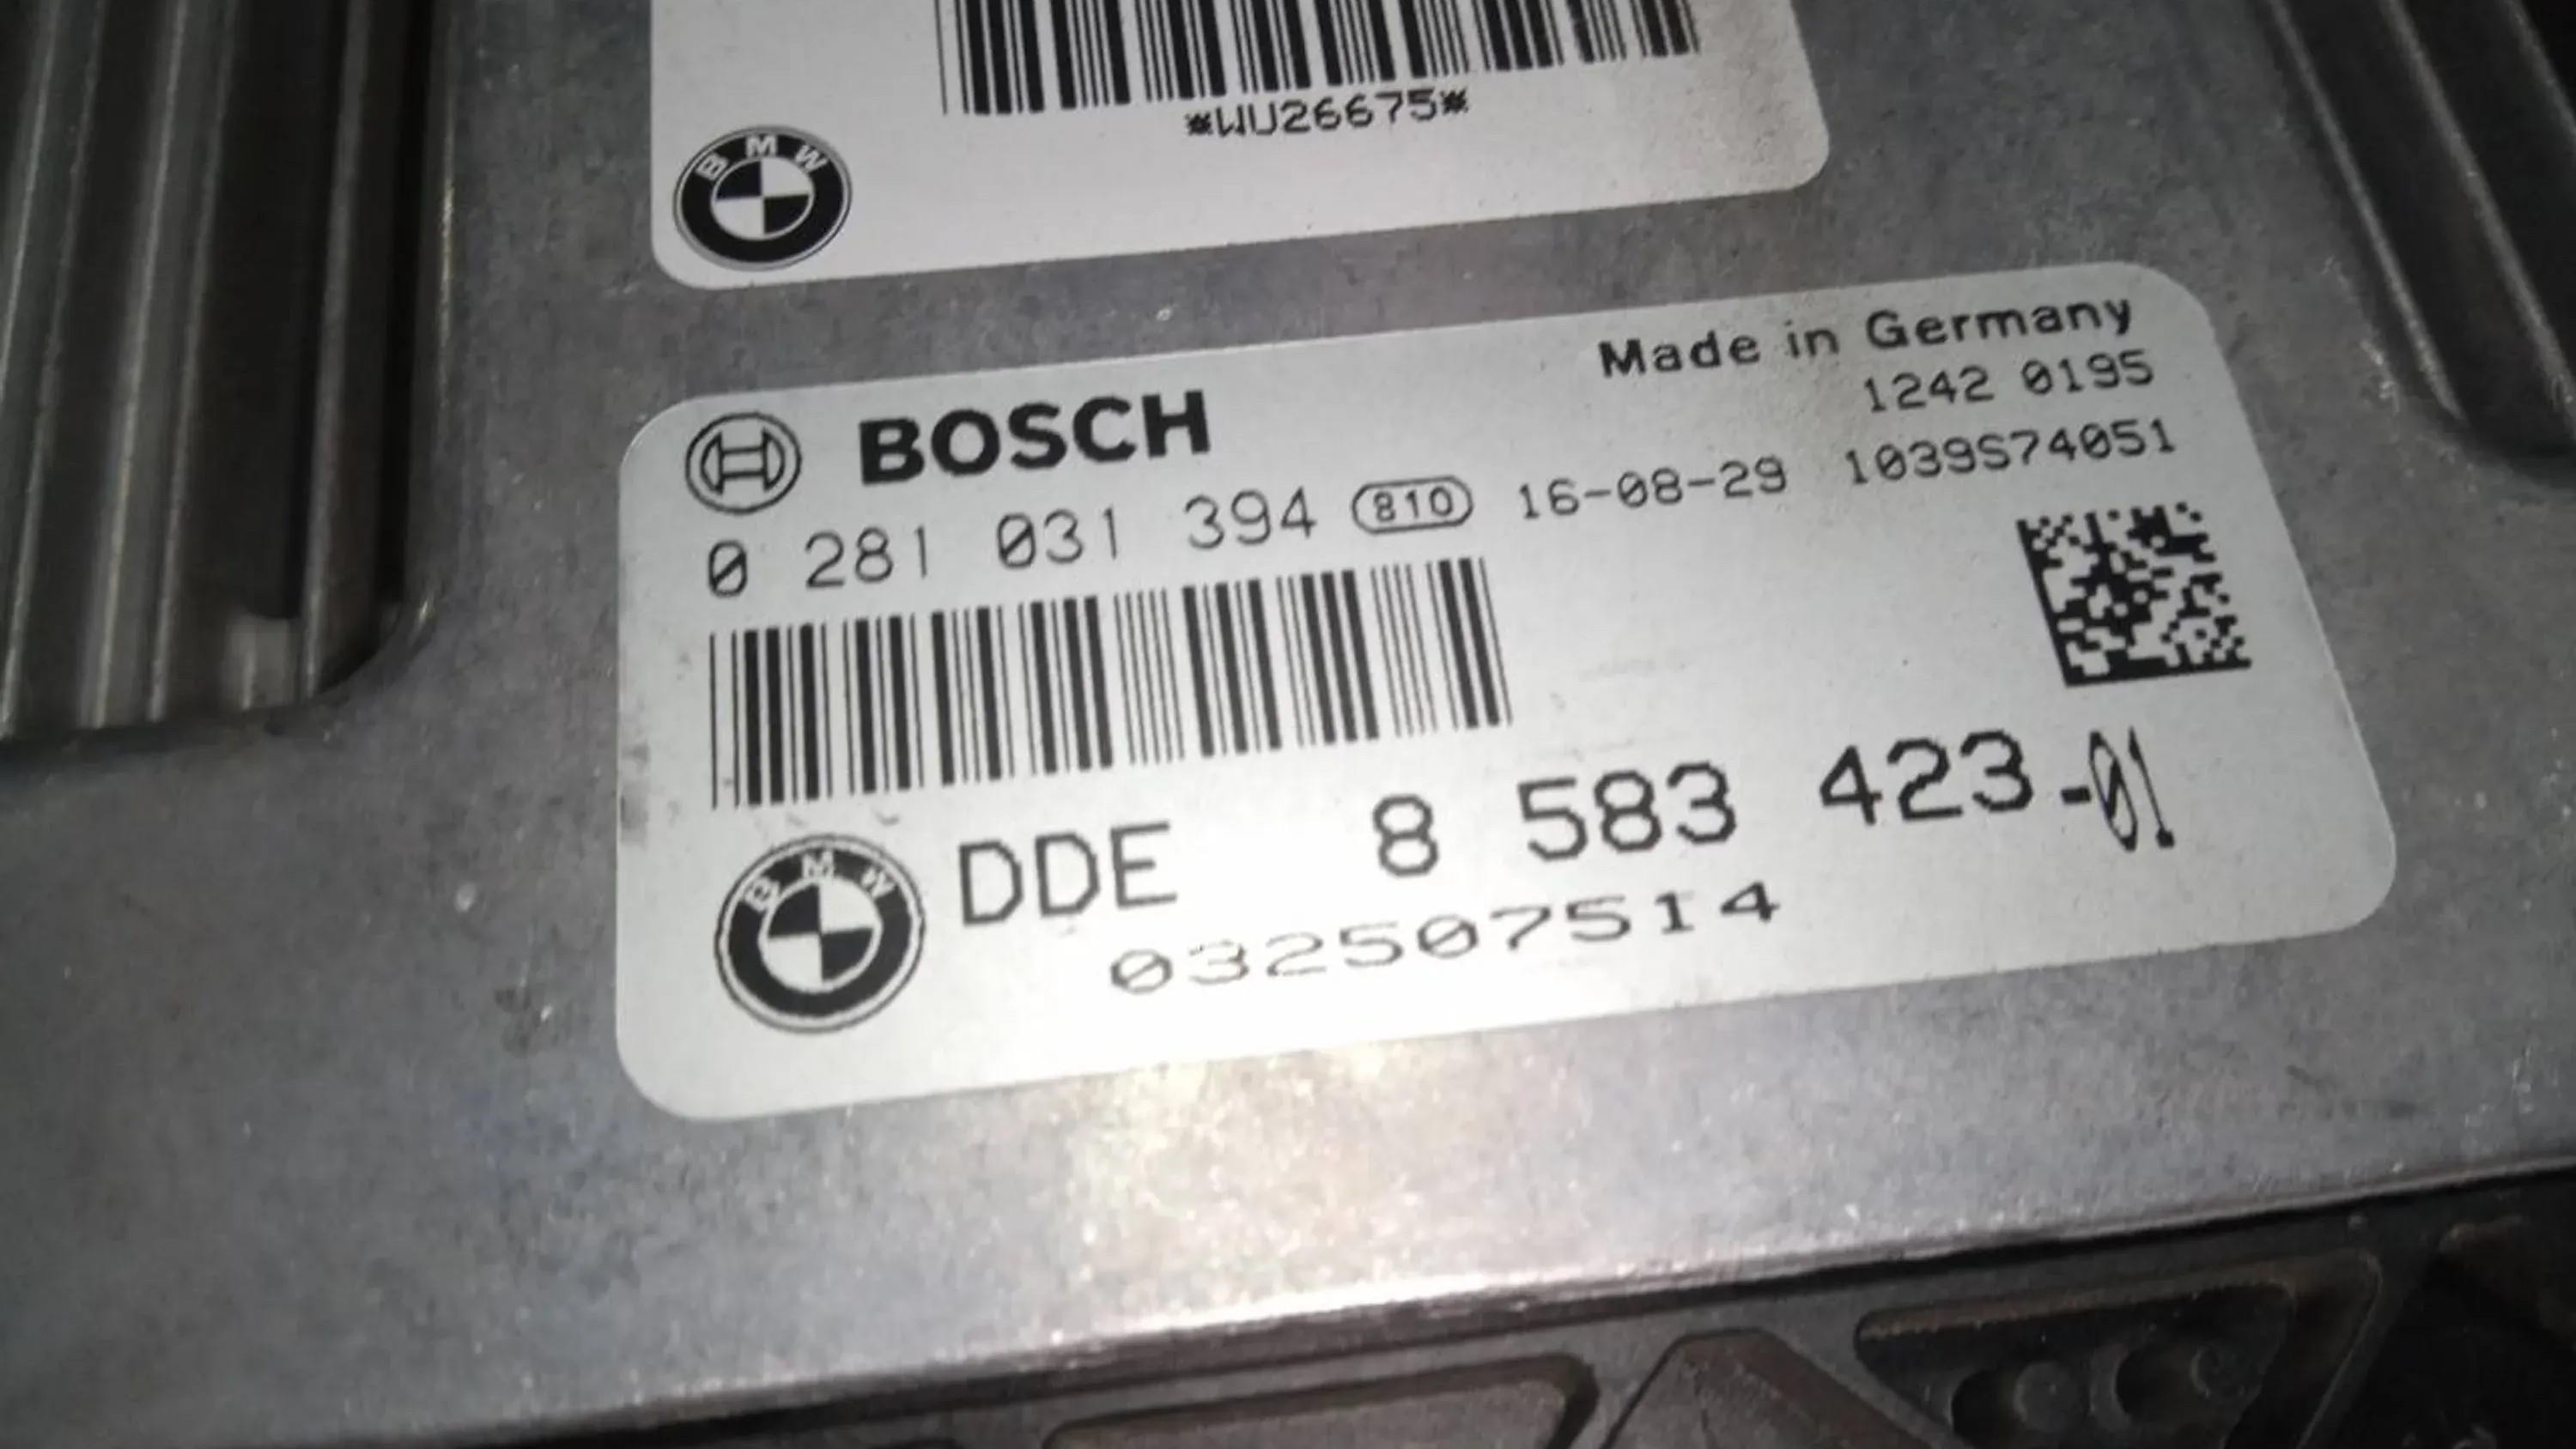 *WU26675*
BMW
Made in Germany
BOSCH
1242 0195
0 281 031 394 810 16-08-29 1039S74051
DDE 8 583 423-01
BMW
032507514